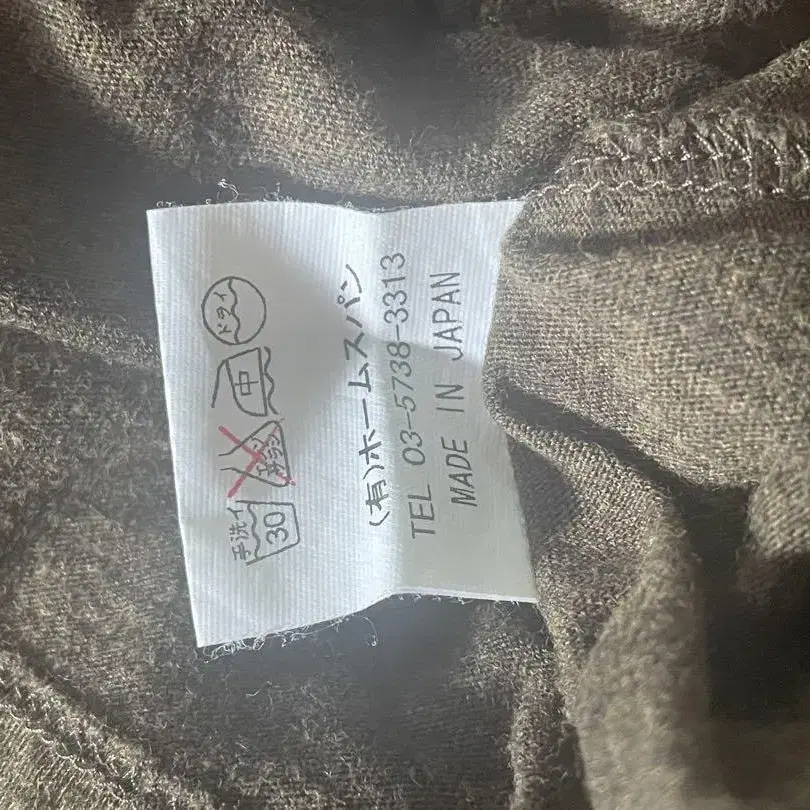 手洗イ
30
エンソサラシ
中
ドライ
(有)ホームスパン
TEL 03-5738-3313
MADE IN JAPAN